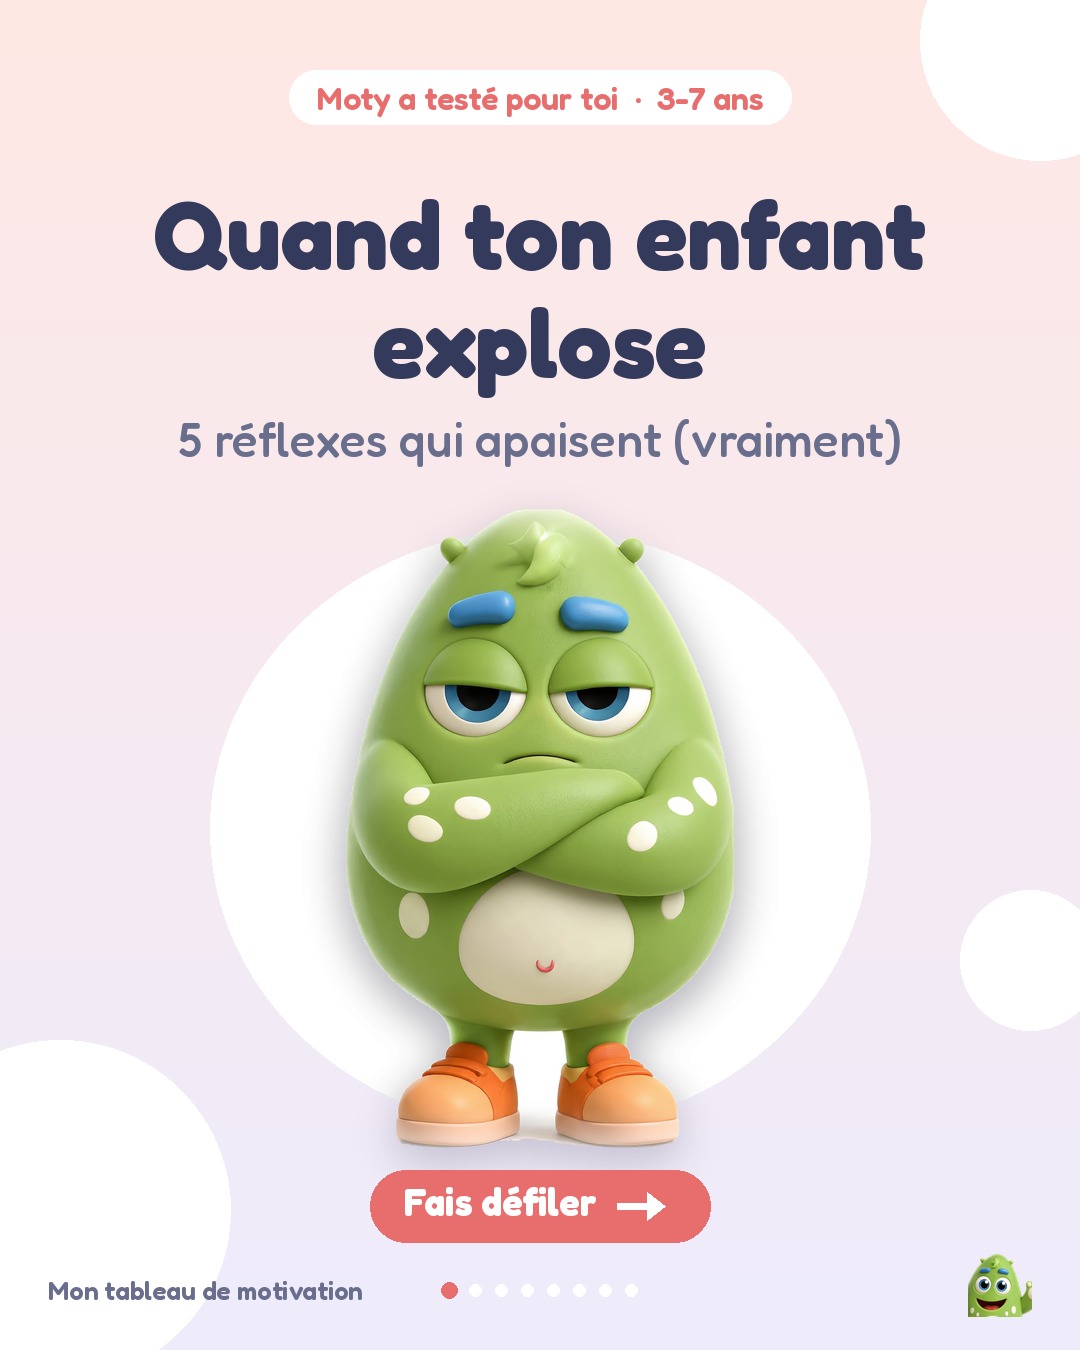 Moty a testé pour toi · 3-7 ans
Quand ton enfant
explose
5 réflexes qui apaisent (vraiment)
Fais défiler →
Mon tableau de motivation